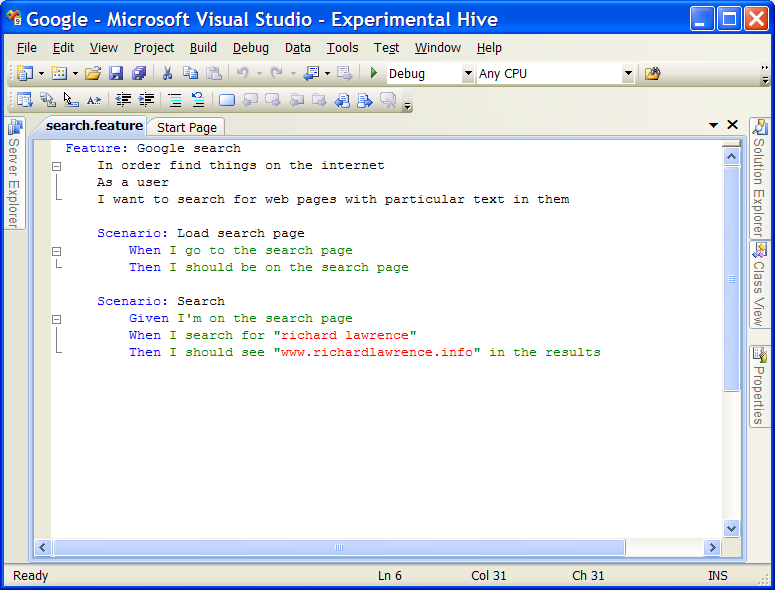 Google - Microsoft Visual Studio - Experimental Hive
File Edit View Project Build Debug Data Tools Test Window Help
Debug Any CPU
search.feature Start Page
Server Explorer
Feature: Google search
In order find things on the internet
As a user
I want to search for web pages with particular text in them
Scenario: Load search page
When I go to the search page
Then I should be on the search page
Scenario: Search
Given I'm on the search page
When I search for "richard lawrence"
Then I should see "www.richardlawrence.info" in the results
Solution Explorer
Class View
Properties
Ready Ln 6 Col 31 Ch 31 INS